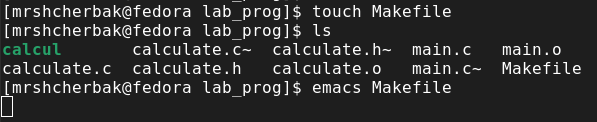 [mrshcherbak@fedora lab_prog]$ touch Makefile
[mrshcherbak@fedora lab_prog]$ ls
calcul calculate.c~ calculate.h~ main.c main.o
calculate.c calculate.h calculate.o main.c~ Makefile
[mrshcherbak@fedora lab_prog]$ emacs Makefile